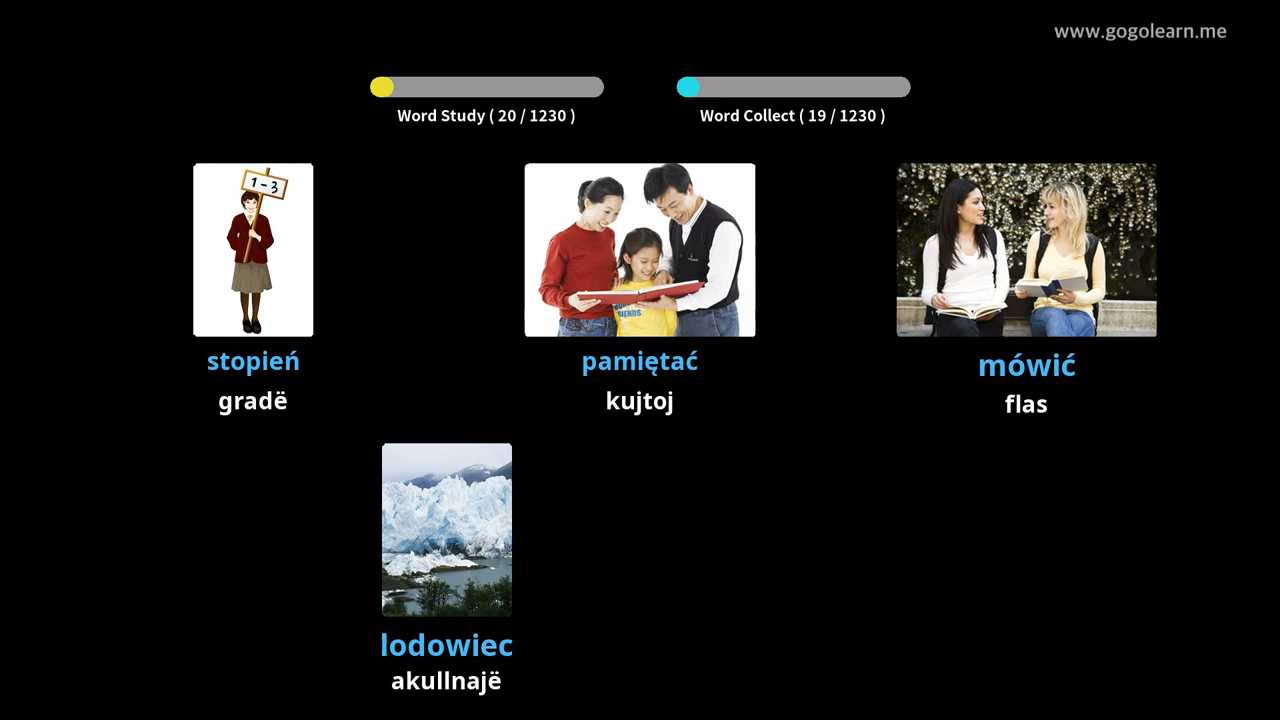 www.gogolearn.me
Word Study ( 20 / 1230 )
Word Collect ( 19 / 1230 )
1 - 3
stopień
gradë
pamiętać
kujtoj
mówić
flas
FRIENDS
lodowiec
akullnajë